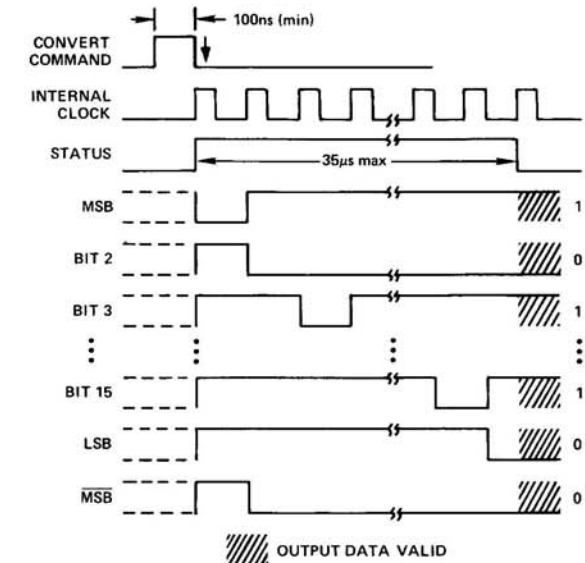 100ns (min)
CONVERT
COMMAND
INTERNAL
CLOCK
STATUS
35μs max
MSB
1
BIT 2
0
BIT 3
1
BIT 15
1
LSB
0
MSB
0
OUTPUT DATA VALID